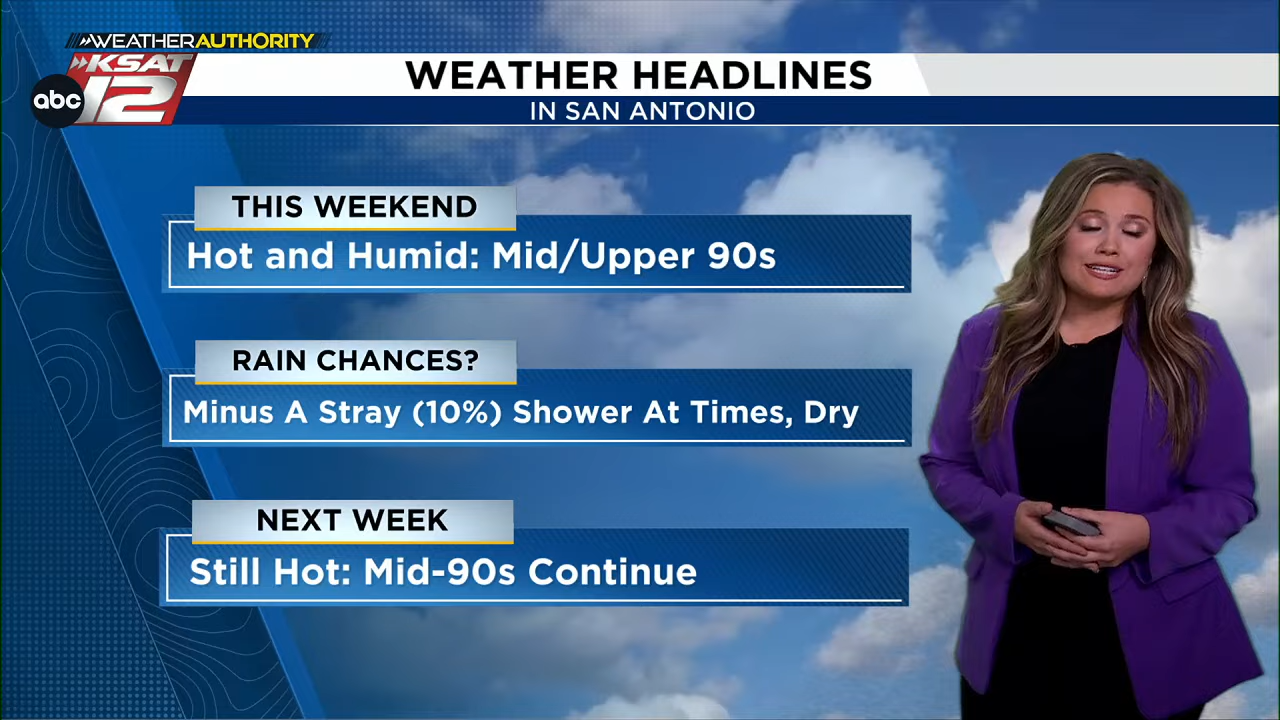 WEATHERAUTHORITY
KSAT
12
abc
WEATHER HEADLINES
IN SAN ANTONIO
THIS WEEKEND
Hot and Humid: Mid/Upper 90s
RAIN CHANCES?
Minus A Stray (10%) Shower At Times, Dry
NEXT WEEK
Still Hot: Mid-90s Continue